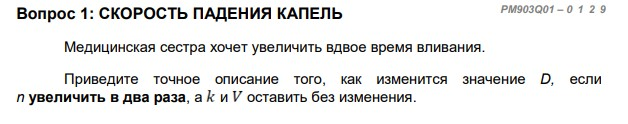 Вопрос 1: СКОРОСТЬ ПАДЕНИЯ КАПЕЛЬ PM903Q01 – 0 1 2 9
Медицинская сестра хочет увеличить вдвое время вливания.
Приведите точное описание того, как изменится значение D, если
n увеличить в два раза, а k и V оставить без изменения.